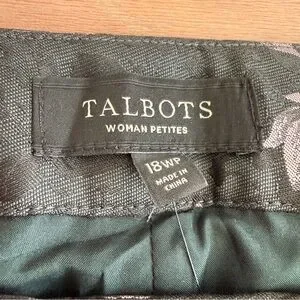 TALBOTS
WOMAN PETITES
18WP
MADE IN
CHINA